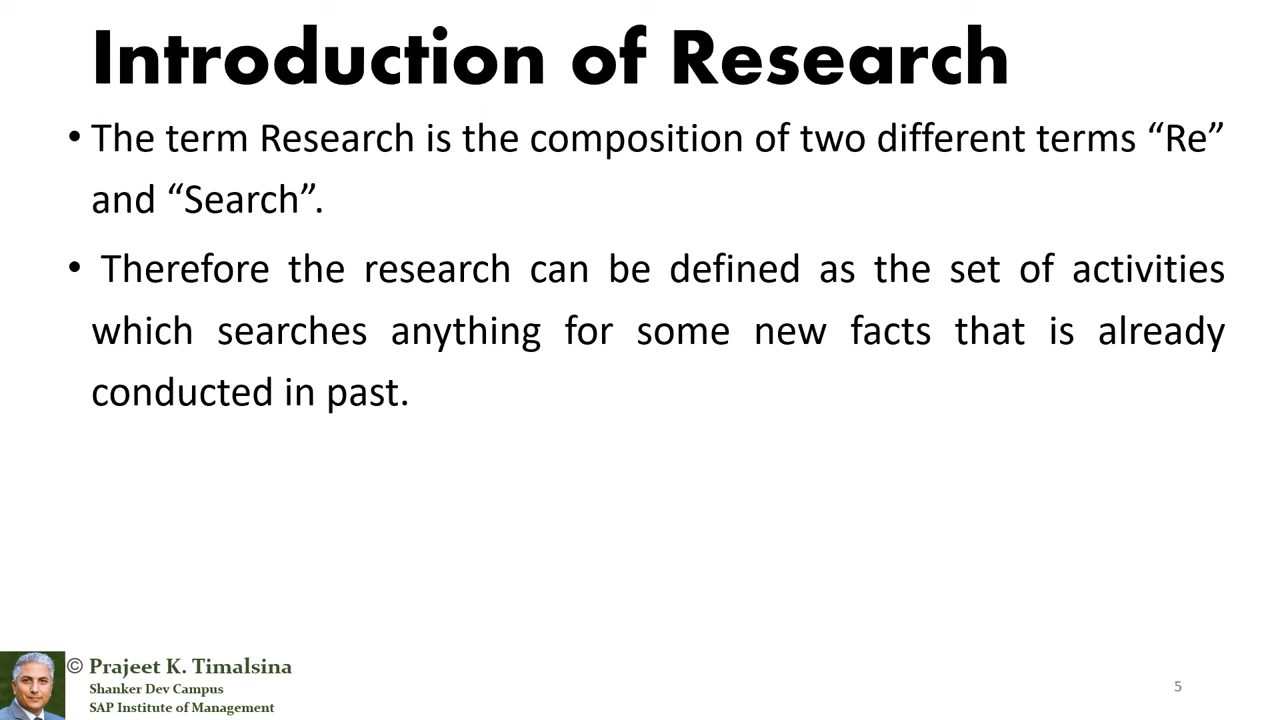 Introduction of Research
• The term Research is the composition of two different terms “Re”
and “Search”.
• Therefore the research can be defined as the set of activities
which searches anything for some new facts that is already
conducted in past.
© Prajeet K. Timalsina
Shanker Dev Campus
SAP Institute of Management
5